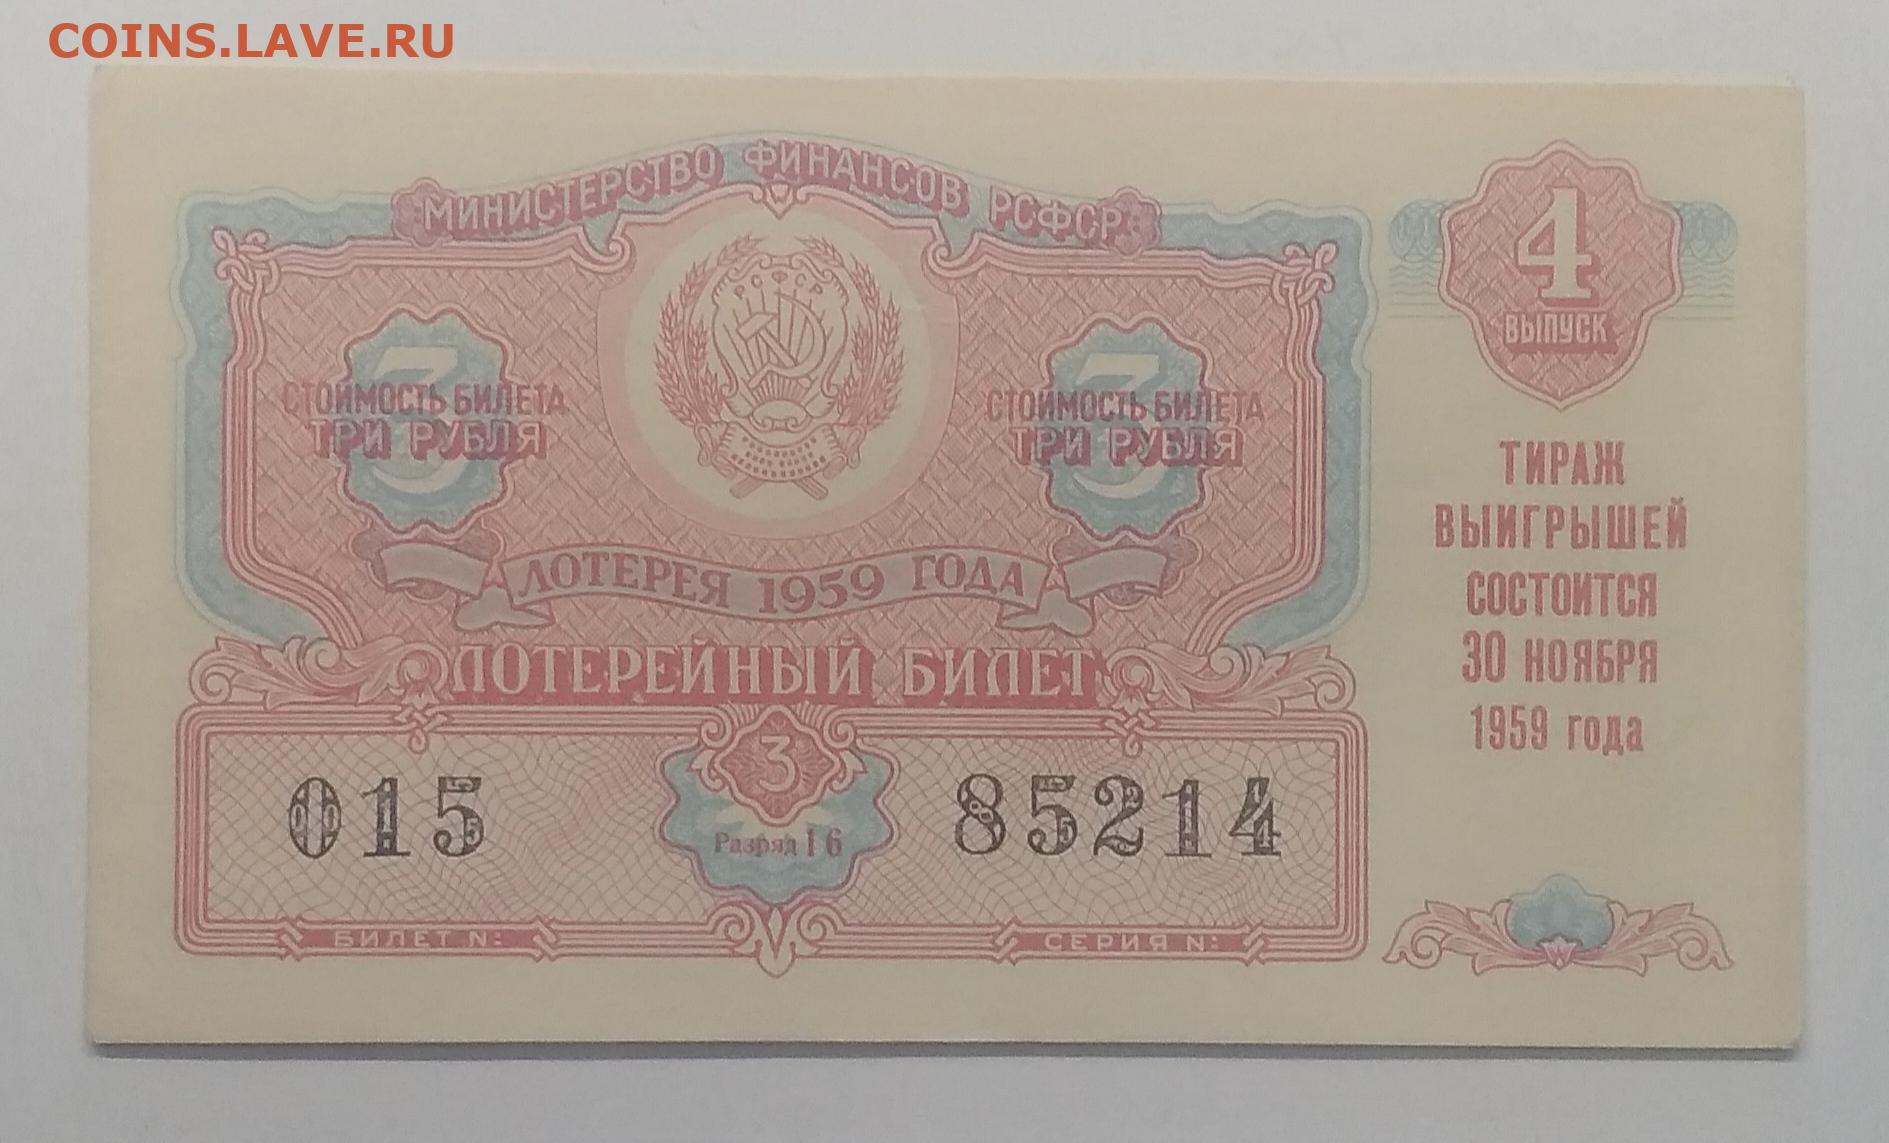 COINS.LAVE.RU
МИНИСТЕРСТВО ФИНАНСОВ РСФСР
РСФСР
3
СТОИМОСТЬ БИЛЕТА
ТРИ РУБЛЯ
3
СТОИМОСТЬ БИЛЕТА
ТРИ РУБЛЯ
ЛОТЕРЕЯ 1959 ГОДА
ЛОТЕРЕЙНЫЙ БИЛЕТ
3
015
Разряд 16
85214
БИЛЕТ N:
СЕРИЯ N:
4
ВЫПУСК
ТИРАЖ
ВЫИГРЫШЕЙ
СОСТОИТСЯ
30 НОЯБРЯ
1959 года